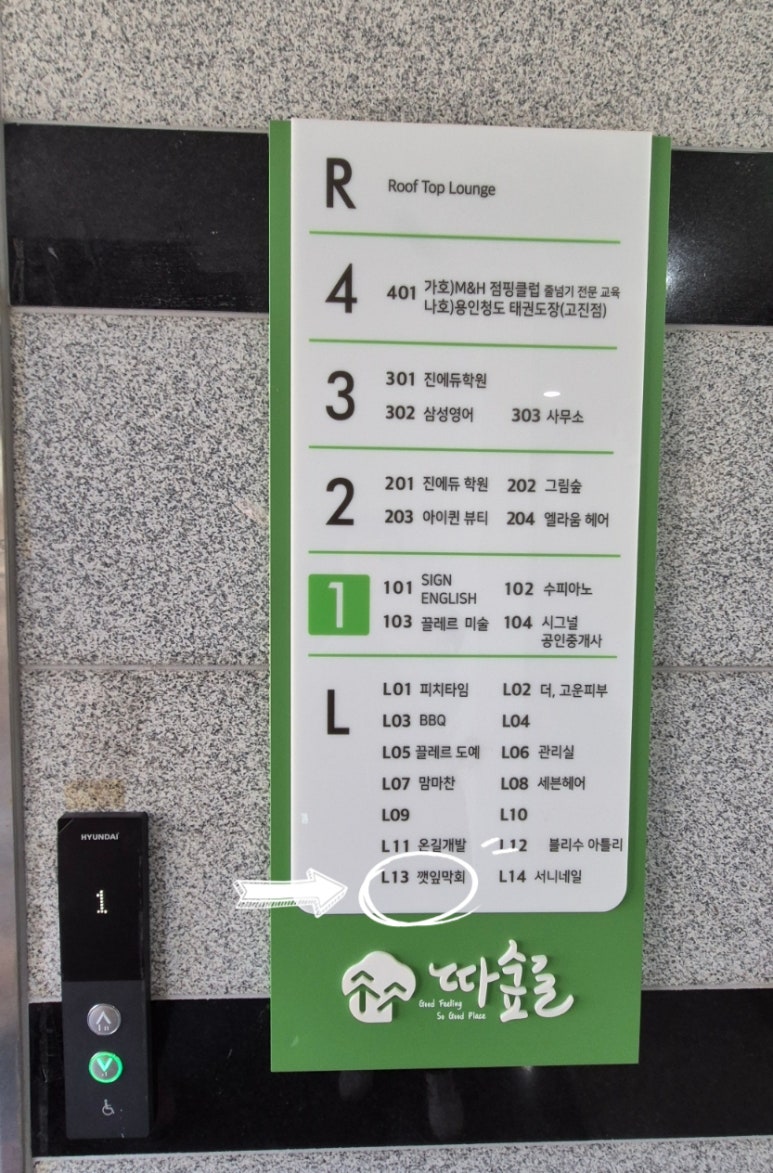 R Roof Top Lounge
4 401 가호)M&H 점핑클럽 줄넘기 전문 교육
나호)용인청도 태권도장(고진점)
3 301 진에듀학원
302 삼성영어 303 사무소
2 201 진에듀 학원 202 그림숲
203 아이퀸 뷰티 204 엘라움 헤어
1 101 SIGN ENGLISH 102 수피아노
103 끌레르 미술 104 시그널 공인중개사
L L01 피치타임 L02 더, 고운피부
L03 BBQ L04
L05 끌레르 도예 L06 관리실
L07 맘마찬 L08 세븐헤어
L09 L10
L11 온길개발 L12 블리수 아틀리
L13 깻잎막회 L14 서니네일
따숲로
Good Feeling
So Good Place
HYUNDAI
1